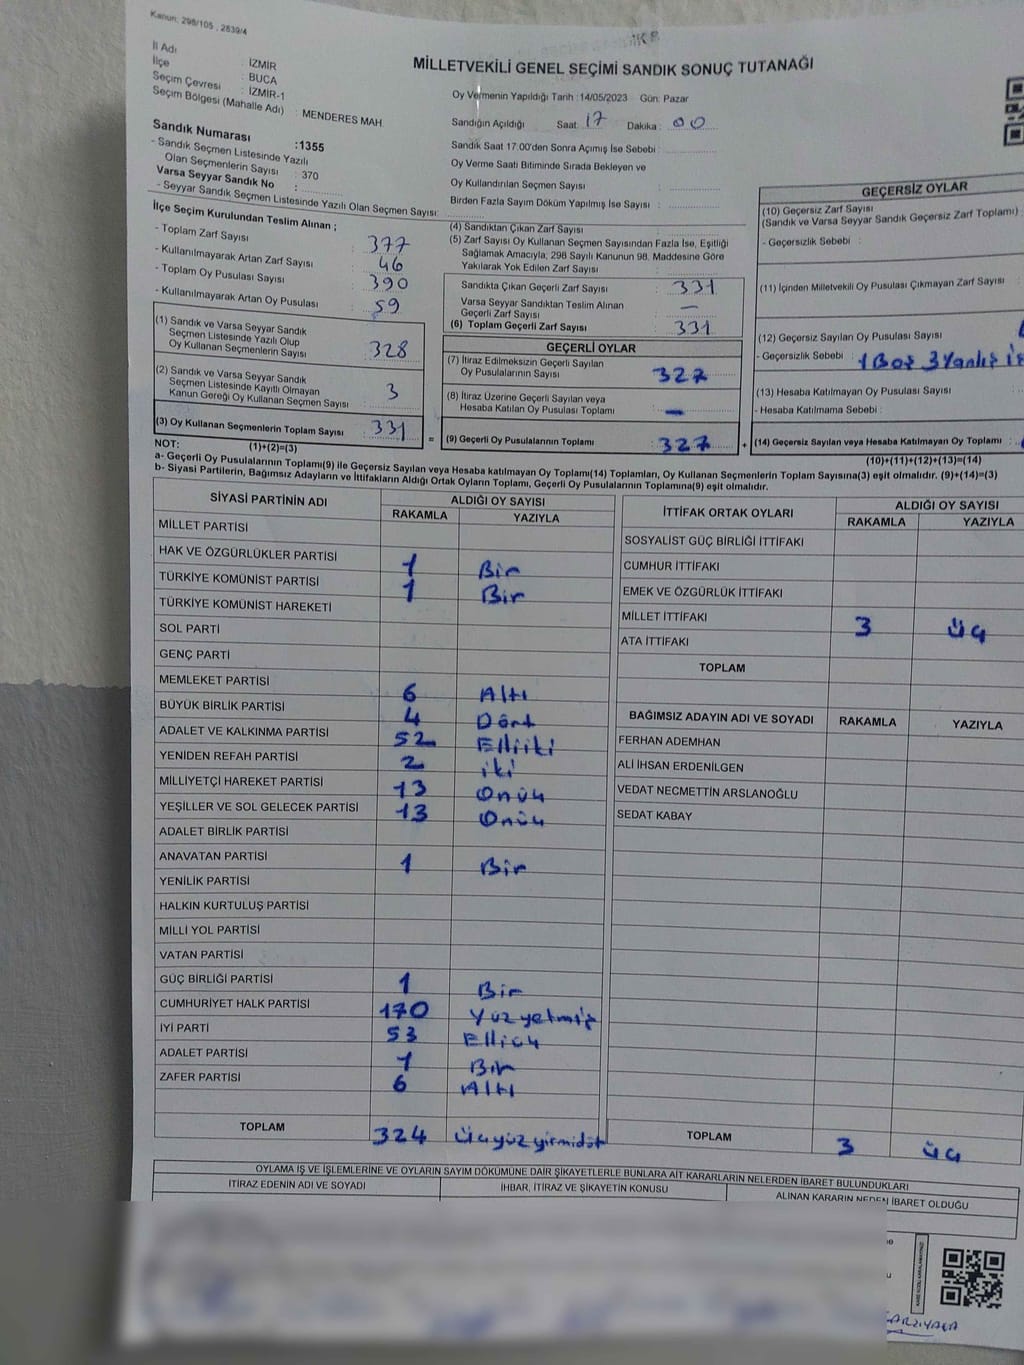 Kanun: 298/105 , 2839/4
İl Adı : İZMİR
İlçe : BUCA
Seçim Çevresi : İZMİR-1
Seçim Bölgesi (Mahalle Adı) : MENDERES MAH.
MİLLETVEKİLİ GENEL SEÇİMİ SANDIK SONUÇ TUTANAĞI
Oy Vermenin Yapıldığı Tarih :14/05/2023 Gün: Pazar
Sandığın Açıldığı Saat: 17 Dakika : 00
Sandık Saat 17:00'den Sonra Açımış İse Sebebi :
Oy Verme Saati Bitiminde Sırada Bekleyen ve
Oy Kullandırılan Seçmen Sayısı :
Birden Fazla Sayım Döküm Yapılmış İse Sayısı :
Sandık Numarası :1355
- Sandık Seçmen Listesinde Yazılı
Olan Seçmenlerin Sayısı : 370
Varsa Seyyar Sandık No :
- Seyyar Sandık Seçmen Listesinde Yazılı Olan Seçmen Sayısı:
İlçe Seçim Kurulundan Teslim Alınan ;
- Toplam Zarf Sayısı : 377
- Kullanılmayarak Artan Zarf Sayısı : 46
- Toplam Oy Pusulası Sayısı : 390
- Kullanılmayarak Artan Oy Pusulası : 59
(1) Sandık ve Varsa Seyyar Sandık
Seçmen Listesinde Yazılı Olup
Oy Kullanan Seçmenlerin Sayısı : 328
(2) Sandık ve Varsa Seyyar Sandık
Seçmen Listesinde Kayıtlı Olmayan
Kanun Gereği Oy Kullanan Seçmen Sayısı : 3
(3) Oy Kullanan Seçmenlerin Toplam Sayısı : 331
(4) Sandıktan Çıkan Zarf Sayısı :
(5) Zarf Sayısı Oy Kullanan Seçmen Sayısından Fazla İse, Eşitliği
Sağlamak Amacıyla, 298 Sayılı Kanunun 98. Maddesine Göre
Yakılarak Yok Edilen Zarf Sayısı :
Sandıkta Çıkan Geçerli Zarf Sayısı : 331
Varsa Seyyar Sandıktan Teslim Alınan
Geçerli Zarf Sayısı : —
(6) Toplam Geçerli Zarf Sayısı : 331
GEÇERLİ OYLAR
(7) İtiraz Edilmeksizin Geçerli Sayılan
Oy Pusulalarının Sayısı : 327
(8) İtiraz Üzerine Geçerli Sayılan veya
Hesaba Katılan Oy Pusulası Toplamı : —
= (9) Geçerli Oy Pusulalarının Toplamı : 327
GEÇERSİZ OYLAR
(10) Geçersiz Zarf Sayısı
(Sandık ve Varsa Seyyar Sandık Geçersiz Zarf Toplamı) :
- Geçersizlik Sebebi :
(11) İçinden Milletvekili Oy Pusulası Çıkmayan Zarf Sayısı :
(12) Geçersiz Sayılan Oy Pusulası Sayısı
- Geçersizlik Sebebi : 1 Boş 3 Yanlış
(13) Hesaba Katılmayan Oy Pusulası Sayısı
- Hesaba Katılmama Sebebi :
+ (14) Geçersiz Sayılan veya Hesaba Katılmayan Oy Toplamı :
NOT: (1)+(2)=(3)
(10)+(11)+(12)+(13)=(14)
a- Geçerli Oy Pusulalarının Toplamı(9) ile Geçersiz Sayılan veya Hesaba katılmayan Oy Toplamı(14) Toplamları, Oy Kullanan Seçmenlerin Toplam Sayısına(3) eşit olmalıdır. (9)+(14)=(3)
b- Siyasi Partilerin, Bağımsız Adayların ve İttifakların Aldığı Ortak Oyların Toplamı, Geçerli Oy Pusulalarının Toplamına(9) eşit olmalıdır.
SİYASİ PARTİNİN ADI ALDIĞI OY SAYISI
RAKAMLA YAZIYLA
MİLLET PARTİSİ
HAK VE ÖZGÜRLÜKLER PARTİSİ 1 Bir
TÜRKİYE KOMÜNİST PARTİSİ 1 Bir
TÜRKİYE KOMÜNİST HAREKETİ
SOL PARTİ
GENÇ PARTİ
MEMLEKET PARTİSİ 6 Altı
BÜYÜK BİRLİK PARTİSİ 4 Dört
ADALET VE KALKINMA PARTİSİ 52 Elliiki
YENİDEN REFAH PARTİSİ 2 iki
MİLLİYETÇİ HAREKET PARTİSİ 13 Onüç
YEŞİLLER VE SOL GELECEK PARTİSİ 13 Onüç
ADALET BİRLİK PARTİSİ
ANAVATAN PARTİSİ 1 Bir
YENİLİK PARTİSİ
HALKIN KURTULUŞ PARTİSİ
MİLLİ YOL PARTİSİ
VATAN PARTİSİ
GÜÇ BİRLİĞİ PARTİSİ 1 Bir
CUMHURİYET HALK PARTİSİ 170 Yüzyetmiş
İYİ PARTİ 53 Elliüç
ADALET PARTİSİ 1 Bir
ZAFER PARTİSİ 6 Altı
TOPLAM 324 Üçyüzyirmidört
İTTİFAK ORTAK OYLARI ALDIĞI OY SAYISI
RAKAMLA YAZIYLA
SOSYALİST GÜÇ BİRLİĞİ İTTİFAKI
CUMHUR İTTİFAKI
EMEK VE ÖZGÜRLÜK İTTİFAKI
MİLLET İTTİFAKI 3 üç
ATA İTTİFAKI
TOPLAM
BAĞIMSIZ ADAYIN ADI VE SOYADI RAKAMLA YAZIYLA
FERHAN ADEMHAN
ALİ İHSAN ERDENİLGEN
VEDAT NECMETTİN ARSLANOĞLU
SEDAT KABAY
TOPLAM 3 üç
OYLAMA İŞ VE İŞLEMLERİNE VE OYLARIN SAYIM DÖKÜMÜNE DAİR ŞİKAYETLERLE BUNLARA AİT KARARLARIN NELERDEN İBARET BULUNDUKLARI
İTİRAZ EDENİN ADI VE SOYADI İHBAR, İTİRAZ VE ŞİKAYETİN KONUSU ALINAN KARARIN NEDEN İBARET OLDUĞU